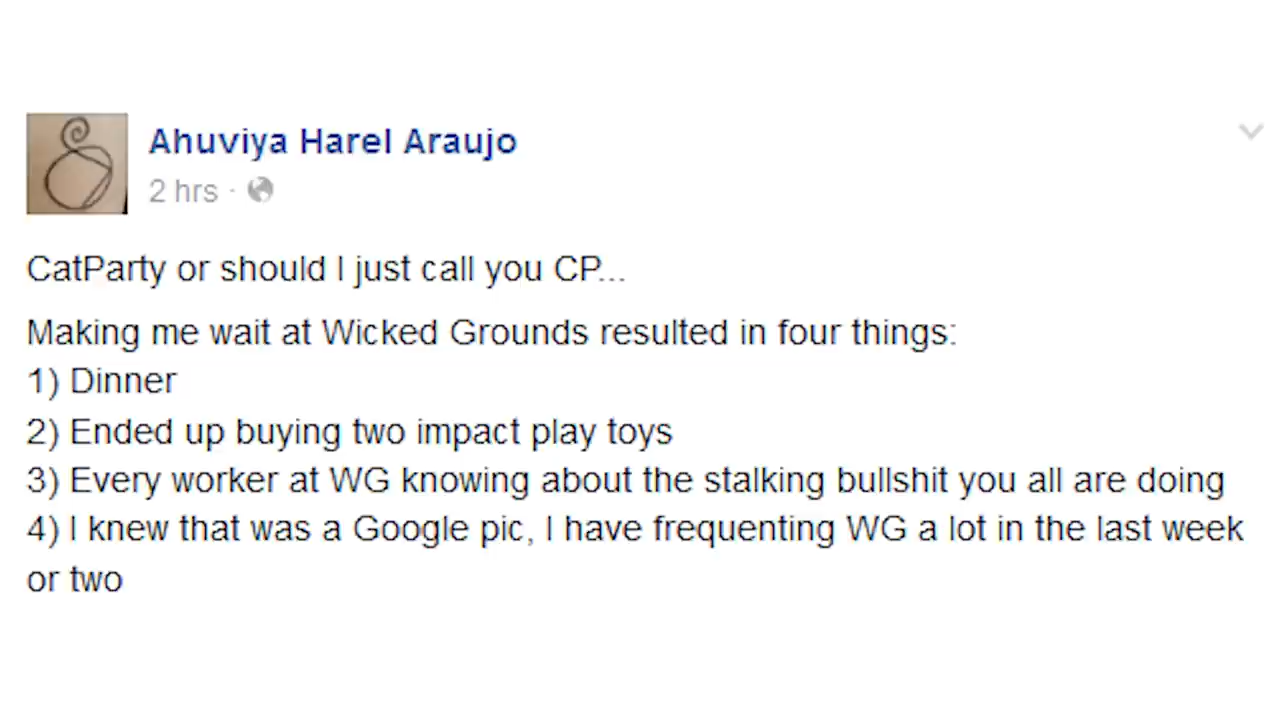 Ahuviya Harel Araujo
2 hrs ·
CatParty or should I just call you CP...
Making me wait at Wicked Grounds resulted in four things:
1) Dinner
2) Ended up buying two impact play toys
3) Every worker at WG knowing about the stalking bullshit you all are doing
4) I knew that was a Google pic, I have frequenting WG a lot in the last week
or two